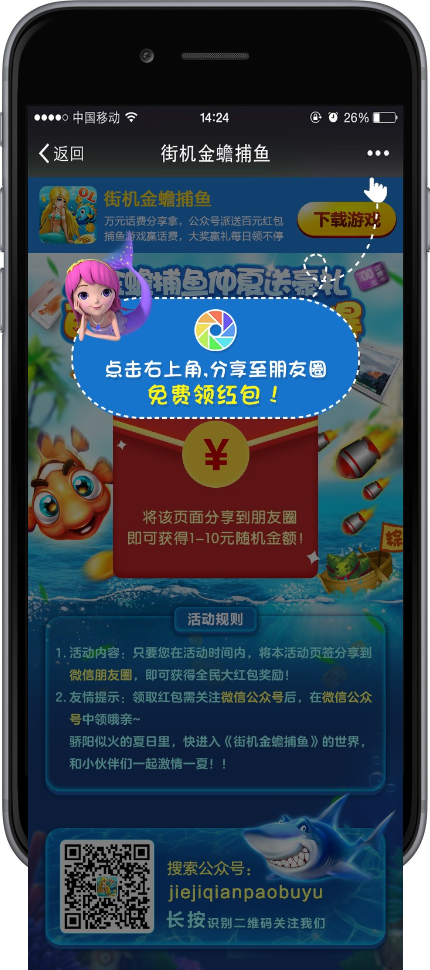 中国移动
14:24
26%
返回
街机金蟾捕鱼
街机金蟾捕鱼
万元话费分享拿,公众号派送百元红包
捕鱼游戏赢话费,大奖赢礼每日领不停
下载游戏
金蟾捕鱼仲夏送豪礼
点击右上角,分享至朋友圈
免费领红包!
¥
将该页面分享到朋友圈
即可获得1-10元随机金额!
综
活动规则
1. 活动内容:只要您在活动时间内,将本活动页签分享到
微信朋友圈,即可获得全民大红包奖励!
2. 友情提示:领取红包需关注微信公众号后,在微信公众
号中领哦亲~
骄阳似火的夏日里,快进入《街机金蟾捕鱼》的世界,
和小伙伴们一起激情一夏!!
搜索公众号:
jiejiqianpaobuyu
长按识别二维码关注我们